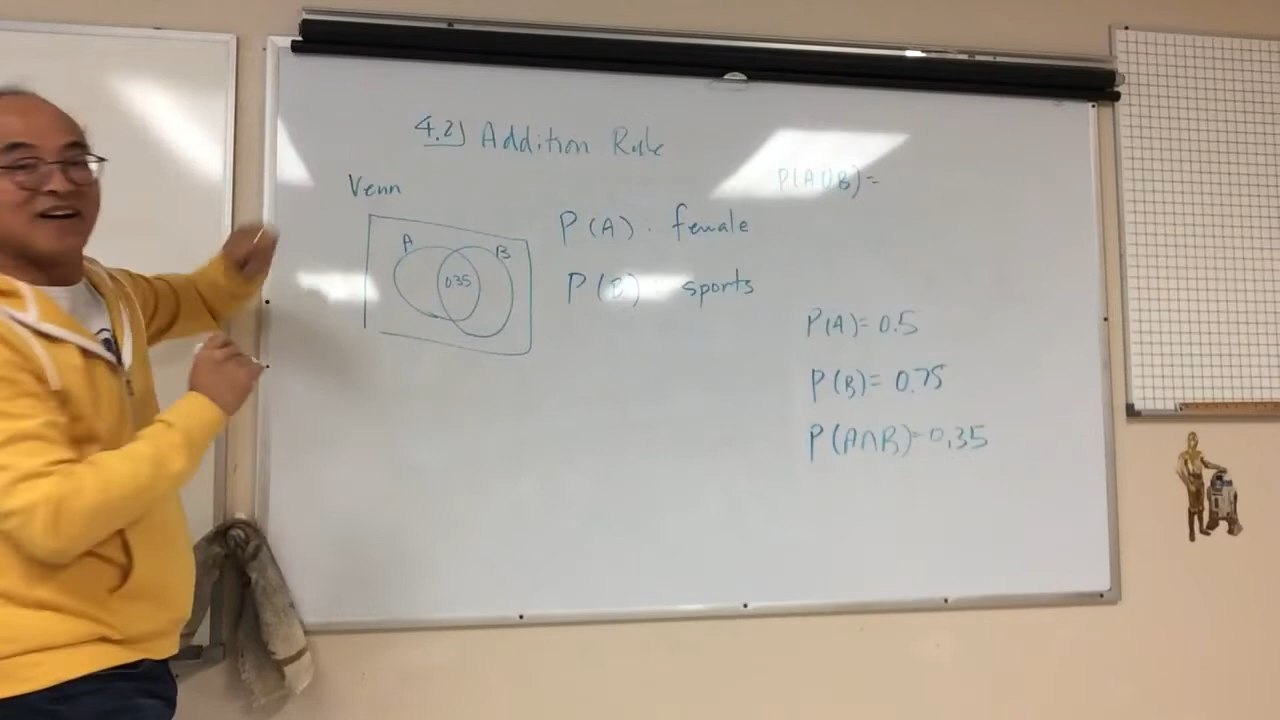 4.2) Addition Rule
Venn
P(A∪B)=
A
B
0.35
P(A) . female
P(B) : sports
P(A)= 0.5
P(B)= 0.75
P(A∩B)= 0.35